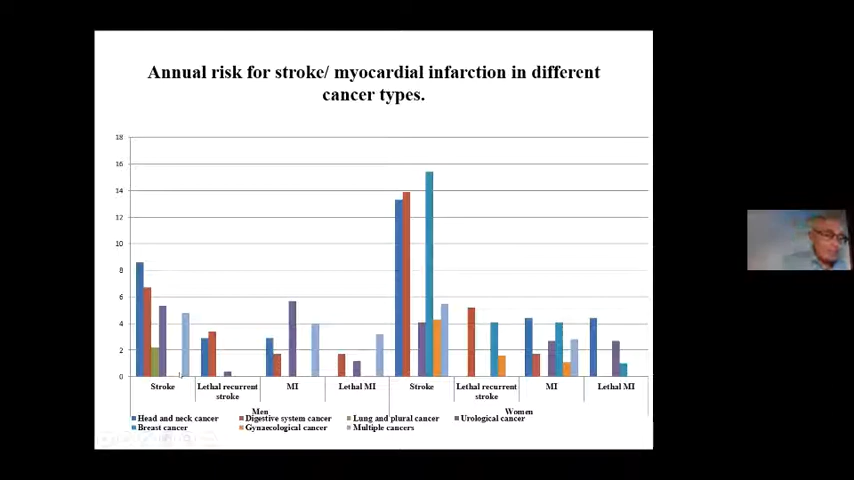 Annual risk for stroke/ myocardial infarction in different
cancer types.
18
16
14
12
10
8
6
4
2
0
Stroke
Lethal recurrent
stroke
MI
Lethal MI
Stroke
Lethal recurrent
stroke
MI
Lethal MI
Men
Women
Head and neck cancer
Digestive system cancer
Lung and plural cancer
Urological cancer
Breast cancer
Gynaecological cancer
Multiple cancers